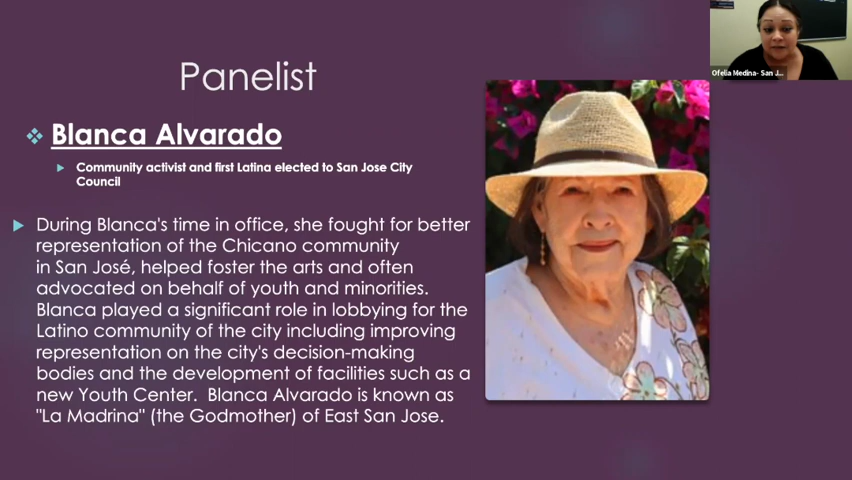 Panelist
Blanca Alvarado
Community activist and first Latina elected to San Jose City
Council
During Blanca's time in office, she fought for better
representation of the Chicano community
in San José, helped foster the arts and often
advocated on behalf of youth and minorities.
Blanca played a significant role in lobbying for the
Latino community of the city including improving
representation on the city's decision-making
bodies and the development of facilities such as a
new Youth Center.  Blanca Alvarado is known as
"La Madrina" (the Godmother) of East San Jose.
Ofelia Medina- San J...